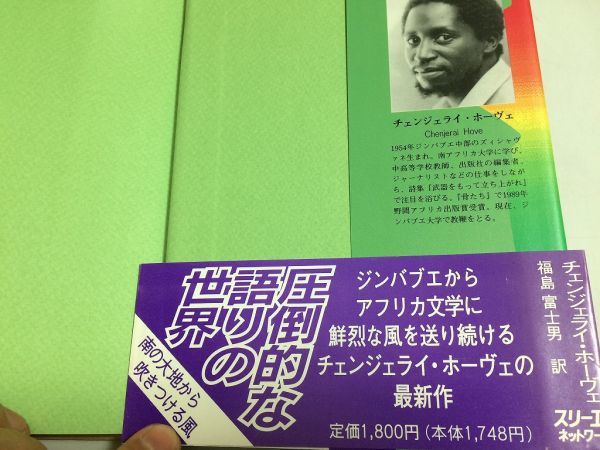 チェンジェライ・ホーヴェ
Chenjerai Hove
1954年ジンバブエ中部のズィシャヴ
ァネ生まれ。南アフリカ大学に学び、
中高等学校教師、出版社の編集者、
ジャーナリストなどの仕事をしなが
ら、詩集『武器をもって立ち上がれ』
で注目を浴びる。『骨たち』で1989年
野間アフリカ出版賞受賞。現在、ジ
ンバブエ大学で教鞭をとる。
圧倒的な
語りの
世界
南の大地から
吹きつける風
ジンバブエから
アフリカ文学に
鮮烈な風を送り続ける
チェンジェライ・ホーヴェの
最新作
定価1,800円(本体1,748円)
チェンジェライ・ホーヴェ
福島富士男 訳
スリーエ
ネットワー